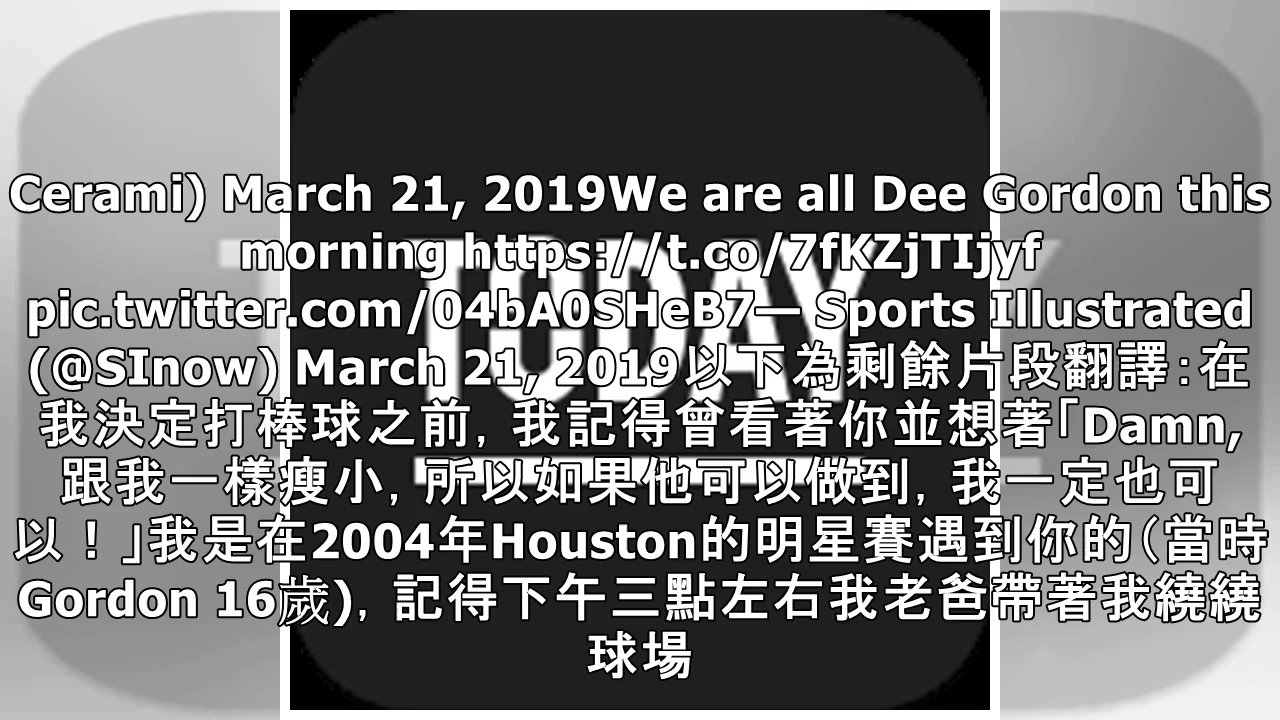 Cerami) March 21, 2019We are all Dee Gordon this
morning https://t.co/7fKZjTIjyf
pic.twitter.com/04bA0SHeB7— Sports Illustrated
(@SInow) March 21, 2019以下為剩餘片段翻譯：在
我決定打棒球之前，我記得曾看著你並想著「Damn,
跟我一樣瘦小，所以如果他可以做到，我一定也可
以！」我是在2004年Houston的明星賽遇到你的（當時
Gordon 16歲)，記得下午三點左右我老爸帶著我繞繞
球場
TODAY